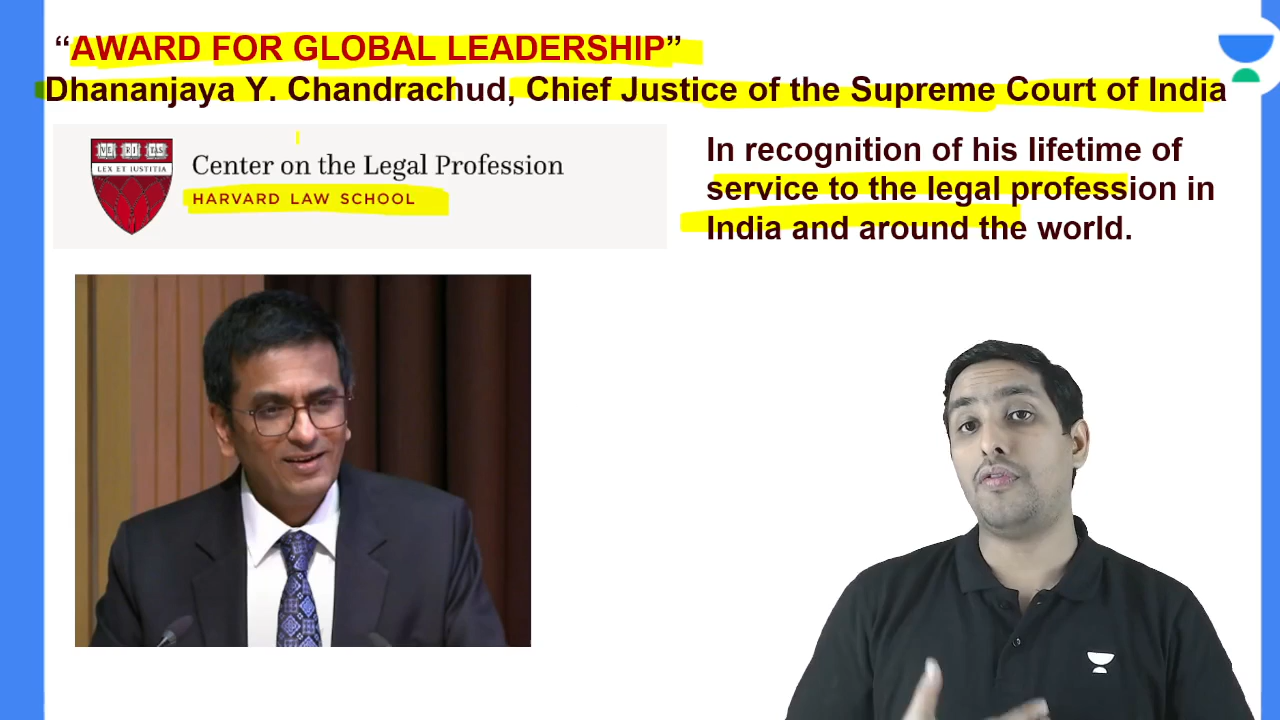 “AWARD FOR GLOBAL LEADERSHIP”
Dhananjaya Y. Chandrachud, Chief Justice of the Supreme Court of India
VE RI TAS
LEX ET IUSTITIA
Center on the Legal Profession
HARVARD LAW SCHOOL
In recognition of his lifetime of
service to the legal profession in
India and around the world.